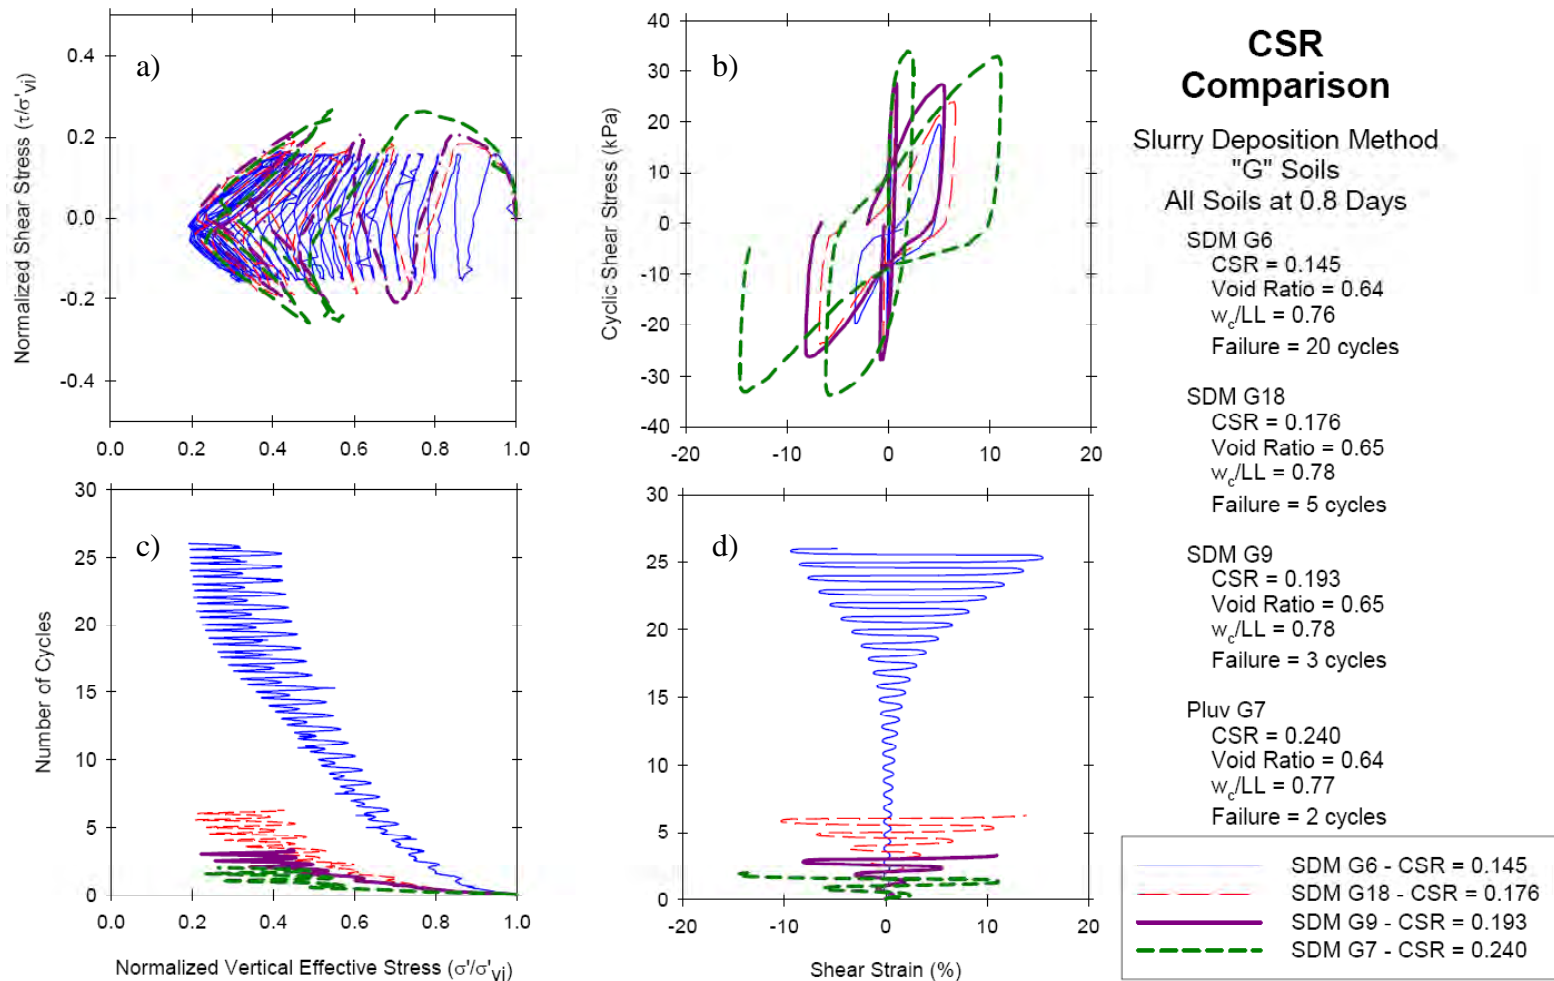 a)
Normalized Shear Stress (τ/σ'vi)
0.4
0.2
0.0
-0.2
-0.4
0.0
0.2
0.4
0.6
0.8
1.0
b)
Cyclic Shear Stress (kPa)
40
30
20
10
0
-10
-20
-30
-40
-20
-10
0
10
20
CSR
Comparison
Slurry Deposition Method
"G" Soils
All Soils at 0.8 Days
SDM G6
CSR = 0.145
Void Ratio = 0.64
wc/LL = 0.76
Failure = 20 cycles
SDM G18
CSR = 0.176
Void Ratio = 0.65
wc/LL = 0.78
Failure = 5 cycles
SDM G9
CSR = 0.193
Void Ratio = 0.65
wc/LL = 0.78
Failure = 3 cycles
Pluv G7
CSR = 0.240
Void Ratio = 0.64
wc/LL = 0.77
Failure = 2 cycles
c)
Number of Cycles
30
25
20
15
10
5
0
0.0
0.2
0.4
0.6
0.8
1.0
Normalized Vertical Effective Stress (σ'/σ'vi)
d)
30
25
20
15
10
5
0
-20
-10
0
10
20
Shear Strain (%)
SDM G6 - CSR = 0.145
SDM G18 - CSR = 0.176
SDM G9 - CSR = 0.193
SDM G7 - CSR = 0.240